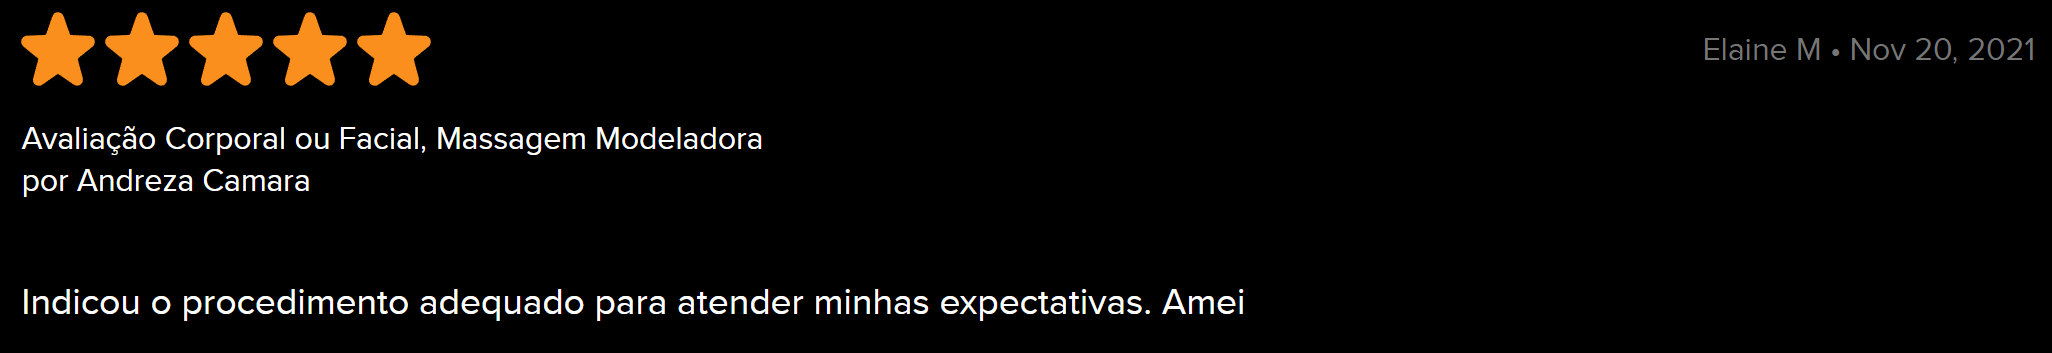 Elaine M • Nov 20, 2021
Avaliação Corporal ou Facial, Massagem Modeladora
por Andreza Camara
Indicou o procedimento adequado para atender minhas expectativas. Amei